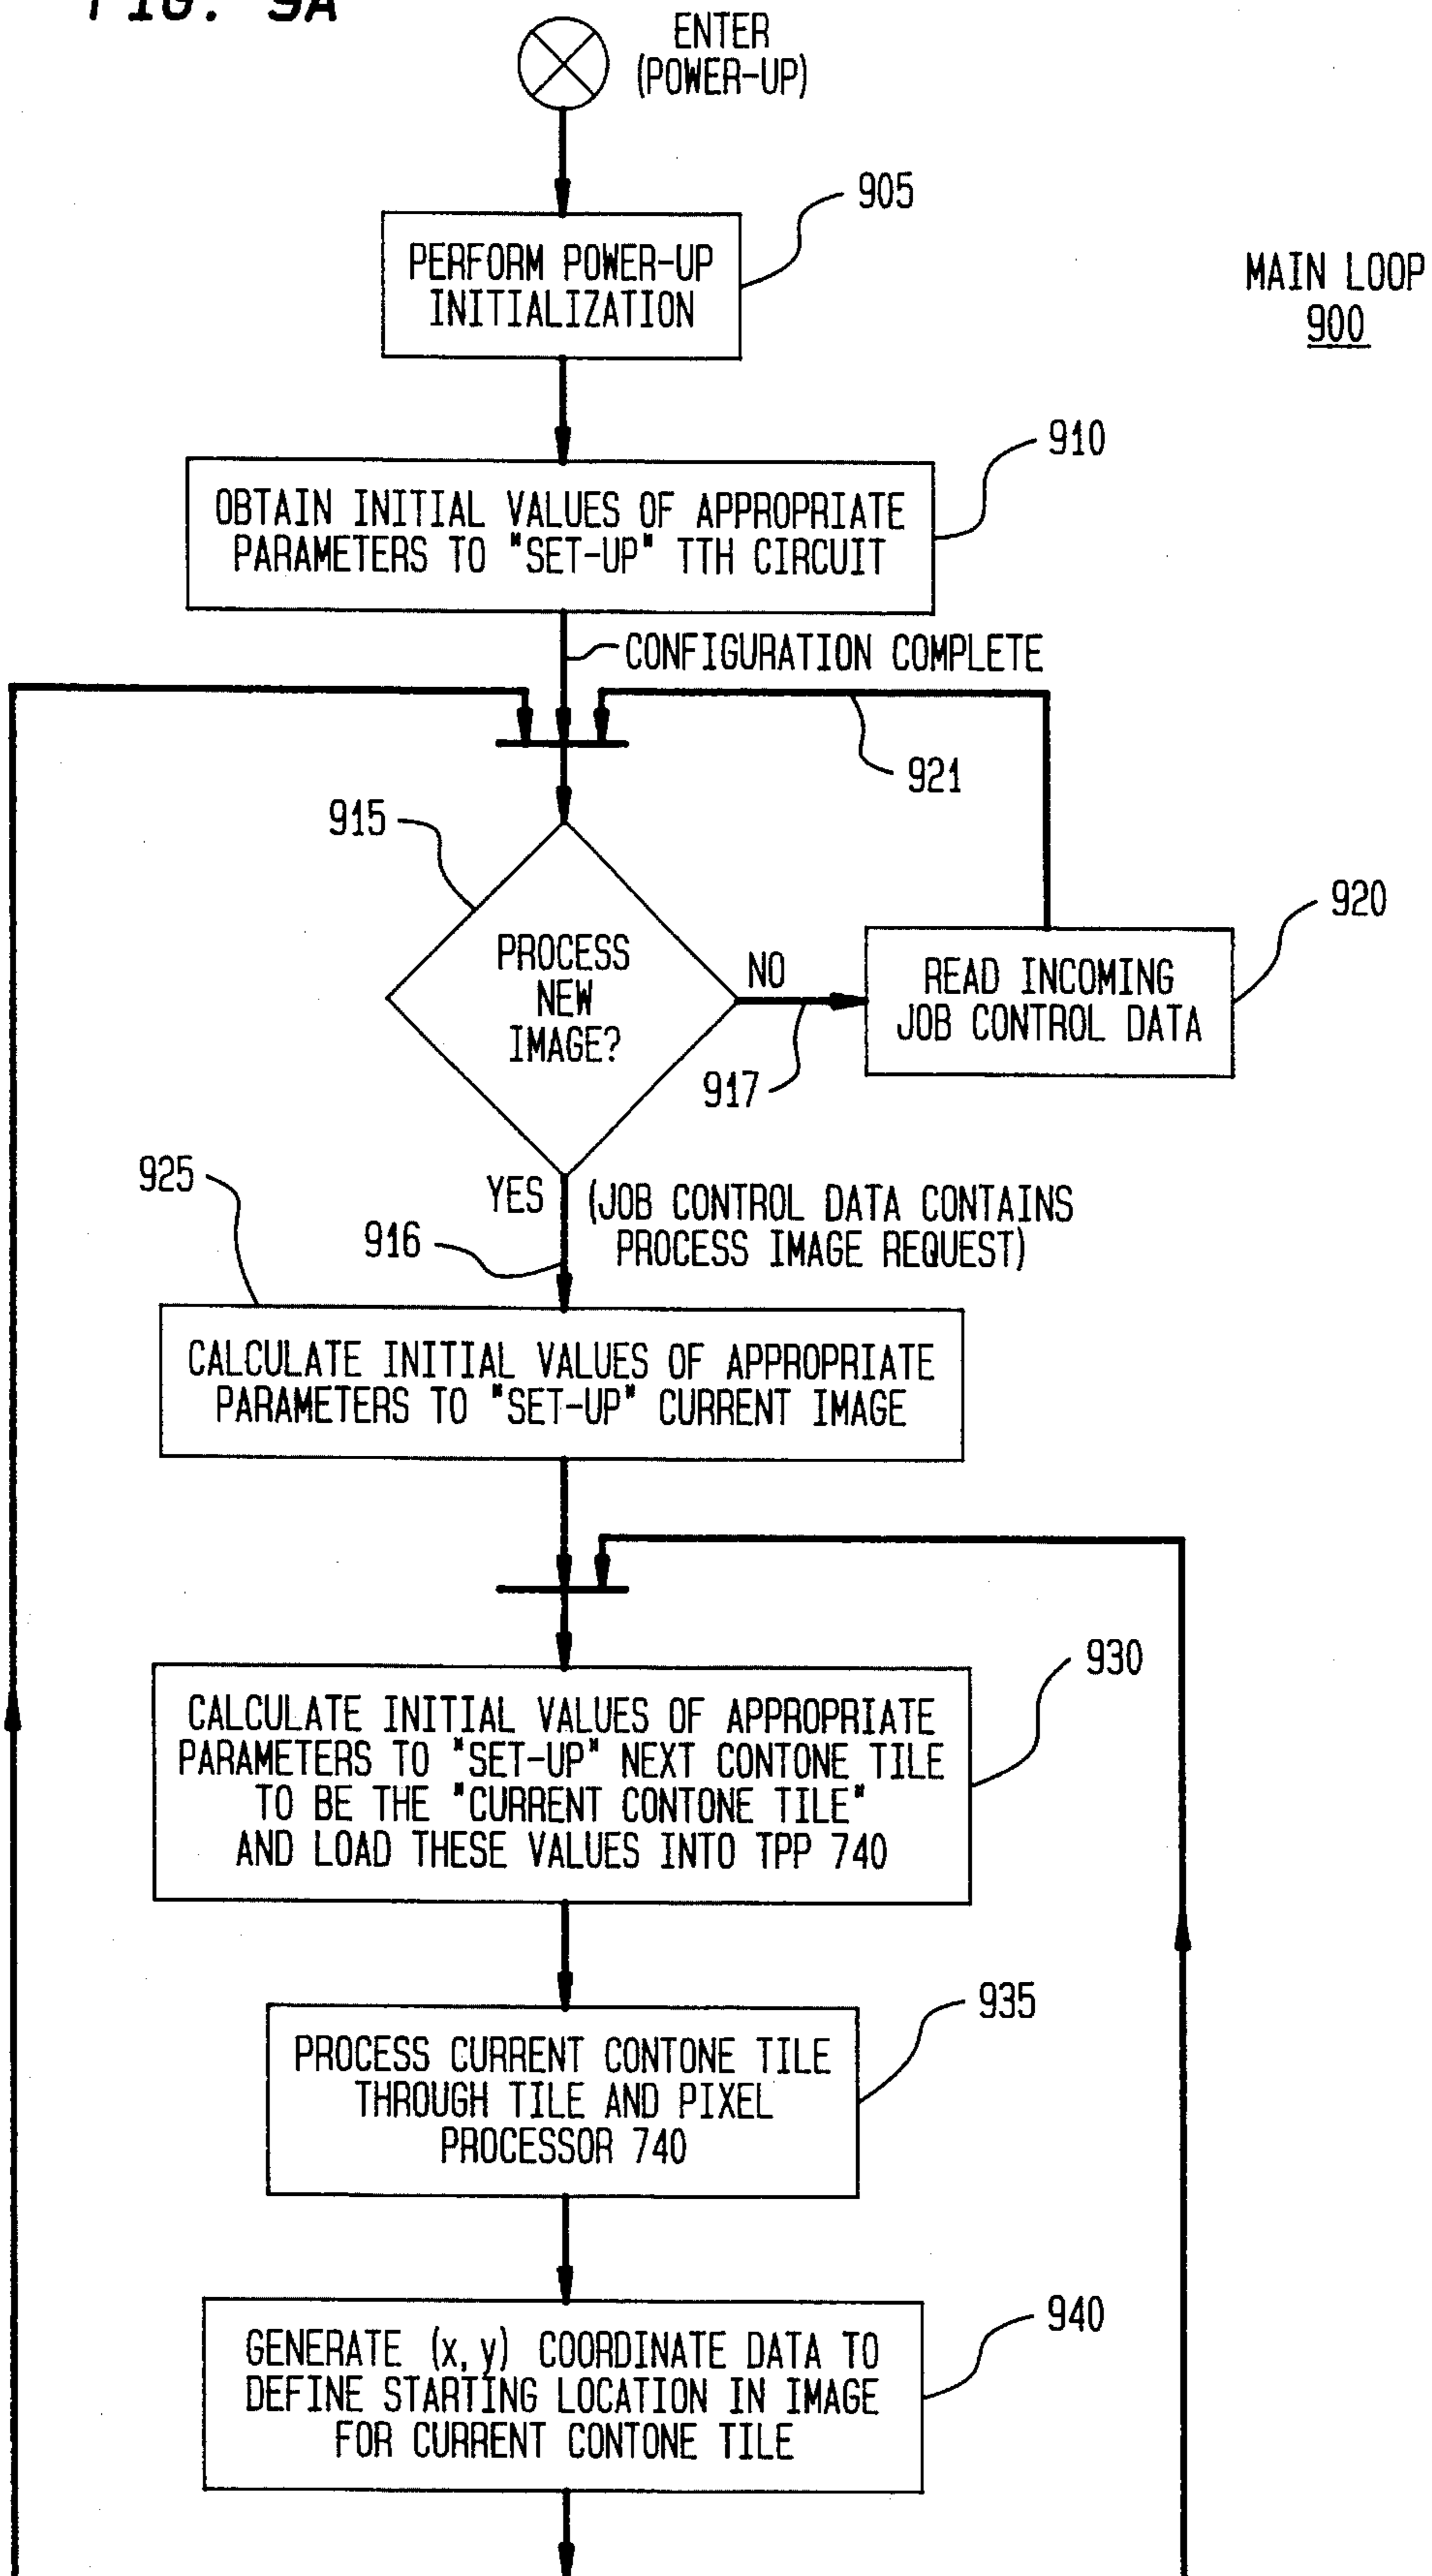 FIG. 9A
ENTER
(POWER-UP)
905
PERFORM POWER-UP
INITIALIZATION
MAIN LOOP
900
910
OBTAIN INITIAL VALUES OF APPROPRIATE
PARAMETERS TO "SET-UP" TTH CIRCUIT
CONFIGURATION COMPLETE
921
915
920
PROCESS
NEW
IMAGE?
NO
READ INCOMING
JOB CONTROL DATA
917
925
YES
(JOB CONTROL DATA CONTAINS
PROCESS IMAGE REQUEST)
916
CALCULATE INITIAL VALUES OF APPROPRIATE
PARAMETERS TO "SET-UP" CURRENT IMAGE
930
CALCULATE INITIAL VALUES OF APPROPRIATE
PARAMETERS TO "SET-UP" NEXT CONTONE TILE
TO BE THE "CURRENT CONTONE TILE"
AND LOAD THESE VALUES INTO TPP 740
935
PROCESS CURRENT CONTONE TILE
THROUGH TILE AND PIXEL
PROCESSOR 740
940
GENERATE (x, y) COORDINATE DATA TO
DEFINE STARTING LOCATION IN IMAGE
FOR CURRENT CONTONE TILE